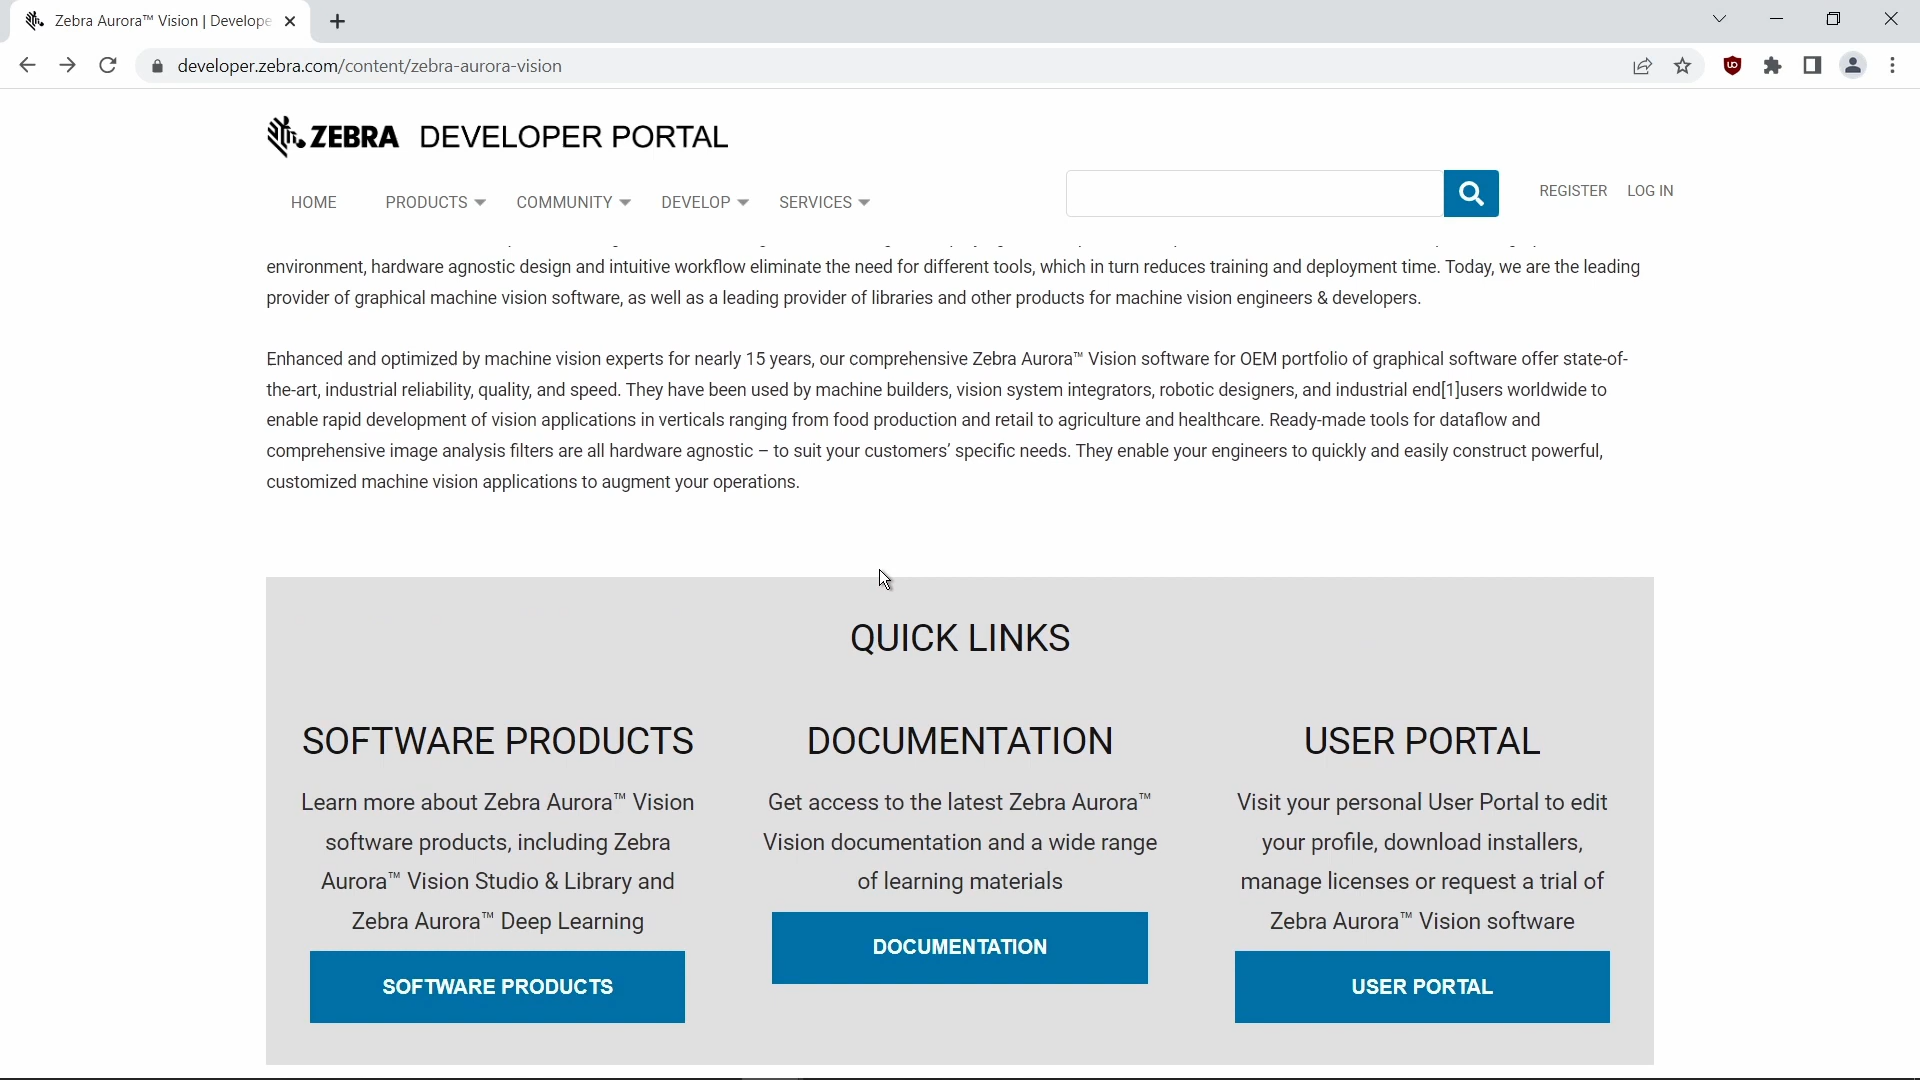 Zebra Aurora™ Vision | Develope
developer.zebra.com/content/zebra-aurora-vision
ZEBRA DEVELOPER PORTAL
HOME PRODUCTS COMMUNITY DEVELOP SERVICES
REGISTER LOG IN
environment, hardware agnostic design and intuitive workflow eliminate the need for different tools, which in turn reduces training and deployment time. Today, we are the leading
provider of graphical machine vision software, as well as a leading provider of libraries and other products for machine vision engineers & developers.
Enhanced and optimized by machine vision experts for nearly 15 years, our comprehensive Zebra Aurora™ Vision software for OEM portfolio of graphical software offer state-of-
the-art, industrial reliability, quality, and speed. They have been used by machine builders, vision system integrators, robotic designers, and industrial end[1]users worldwide to
enable rapid development of vision applications in verticals ranging from food production and retail to agriculture and healthcare. Ready-made tools for dataflow and
comprehensive image analysis filters are all hardware agnostic – to suit your customers’ specific needs. They enable your engineers to quickly and easily construct powerful,
customized machine vision applications to augment your operations.
QUICK LINKS
SOFTWARE PRODUCTS
Learn more about Zebra Aurora™ Vision
software products, including Zebra
Aurora™ Vision Studio & Library and
Zebra Aurora™ Deep Learning
SOFTWARE PRODUCTS
DOCUMENTATION
Get access to the latest Zebra Aurora™
Vision documentation and a wide range
of learning materials
DOCUMENTATION
USER PORTAL
Visit your personal User Portal to edit
your profile, download installers,
manage licenses or request a trial of
Zebra Aurora™ Vision software
USER PORTAL